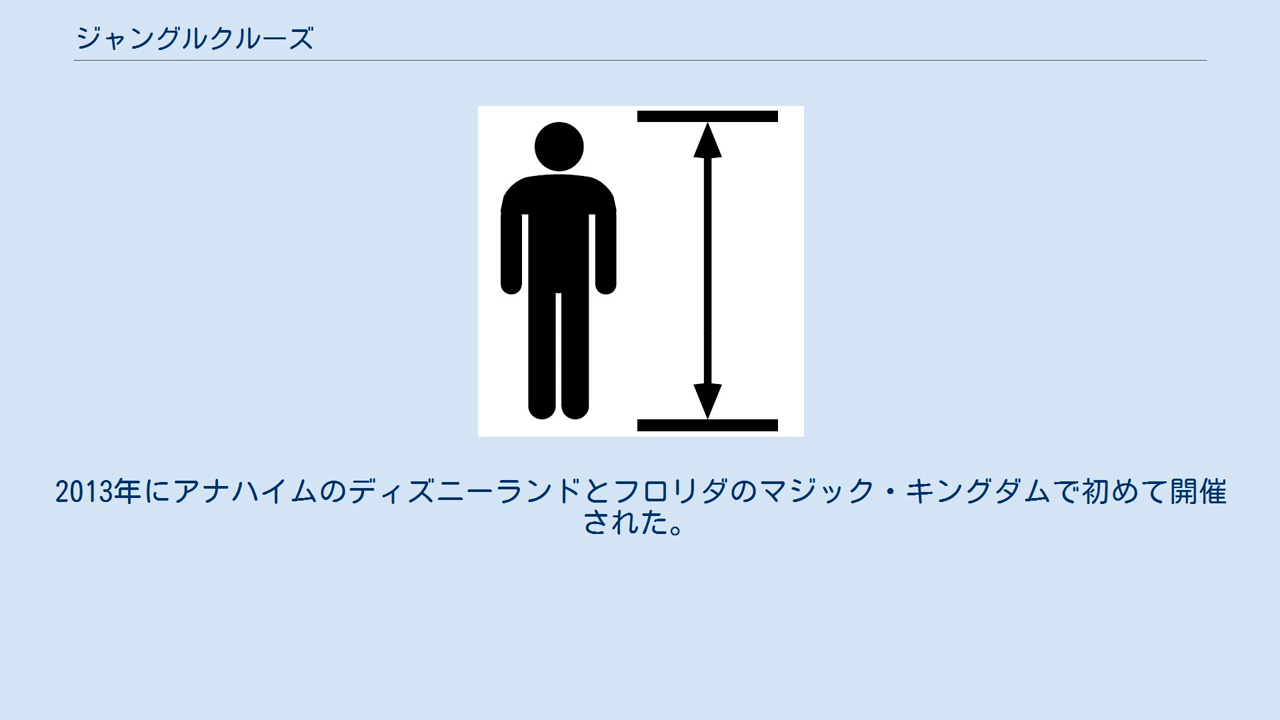 ジャングルクルーズ
2013年にアナハイムのディズニーランドとフロリダのマジック・キングダムで初めて開催
された。